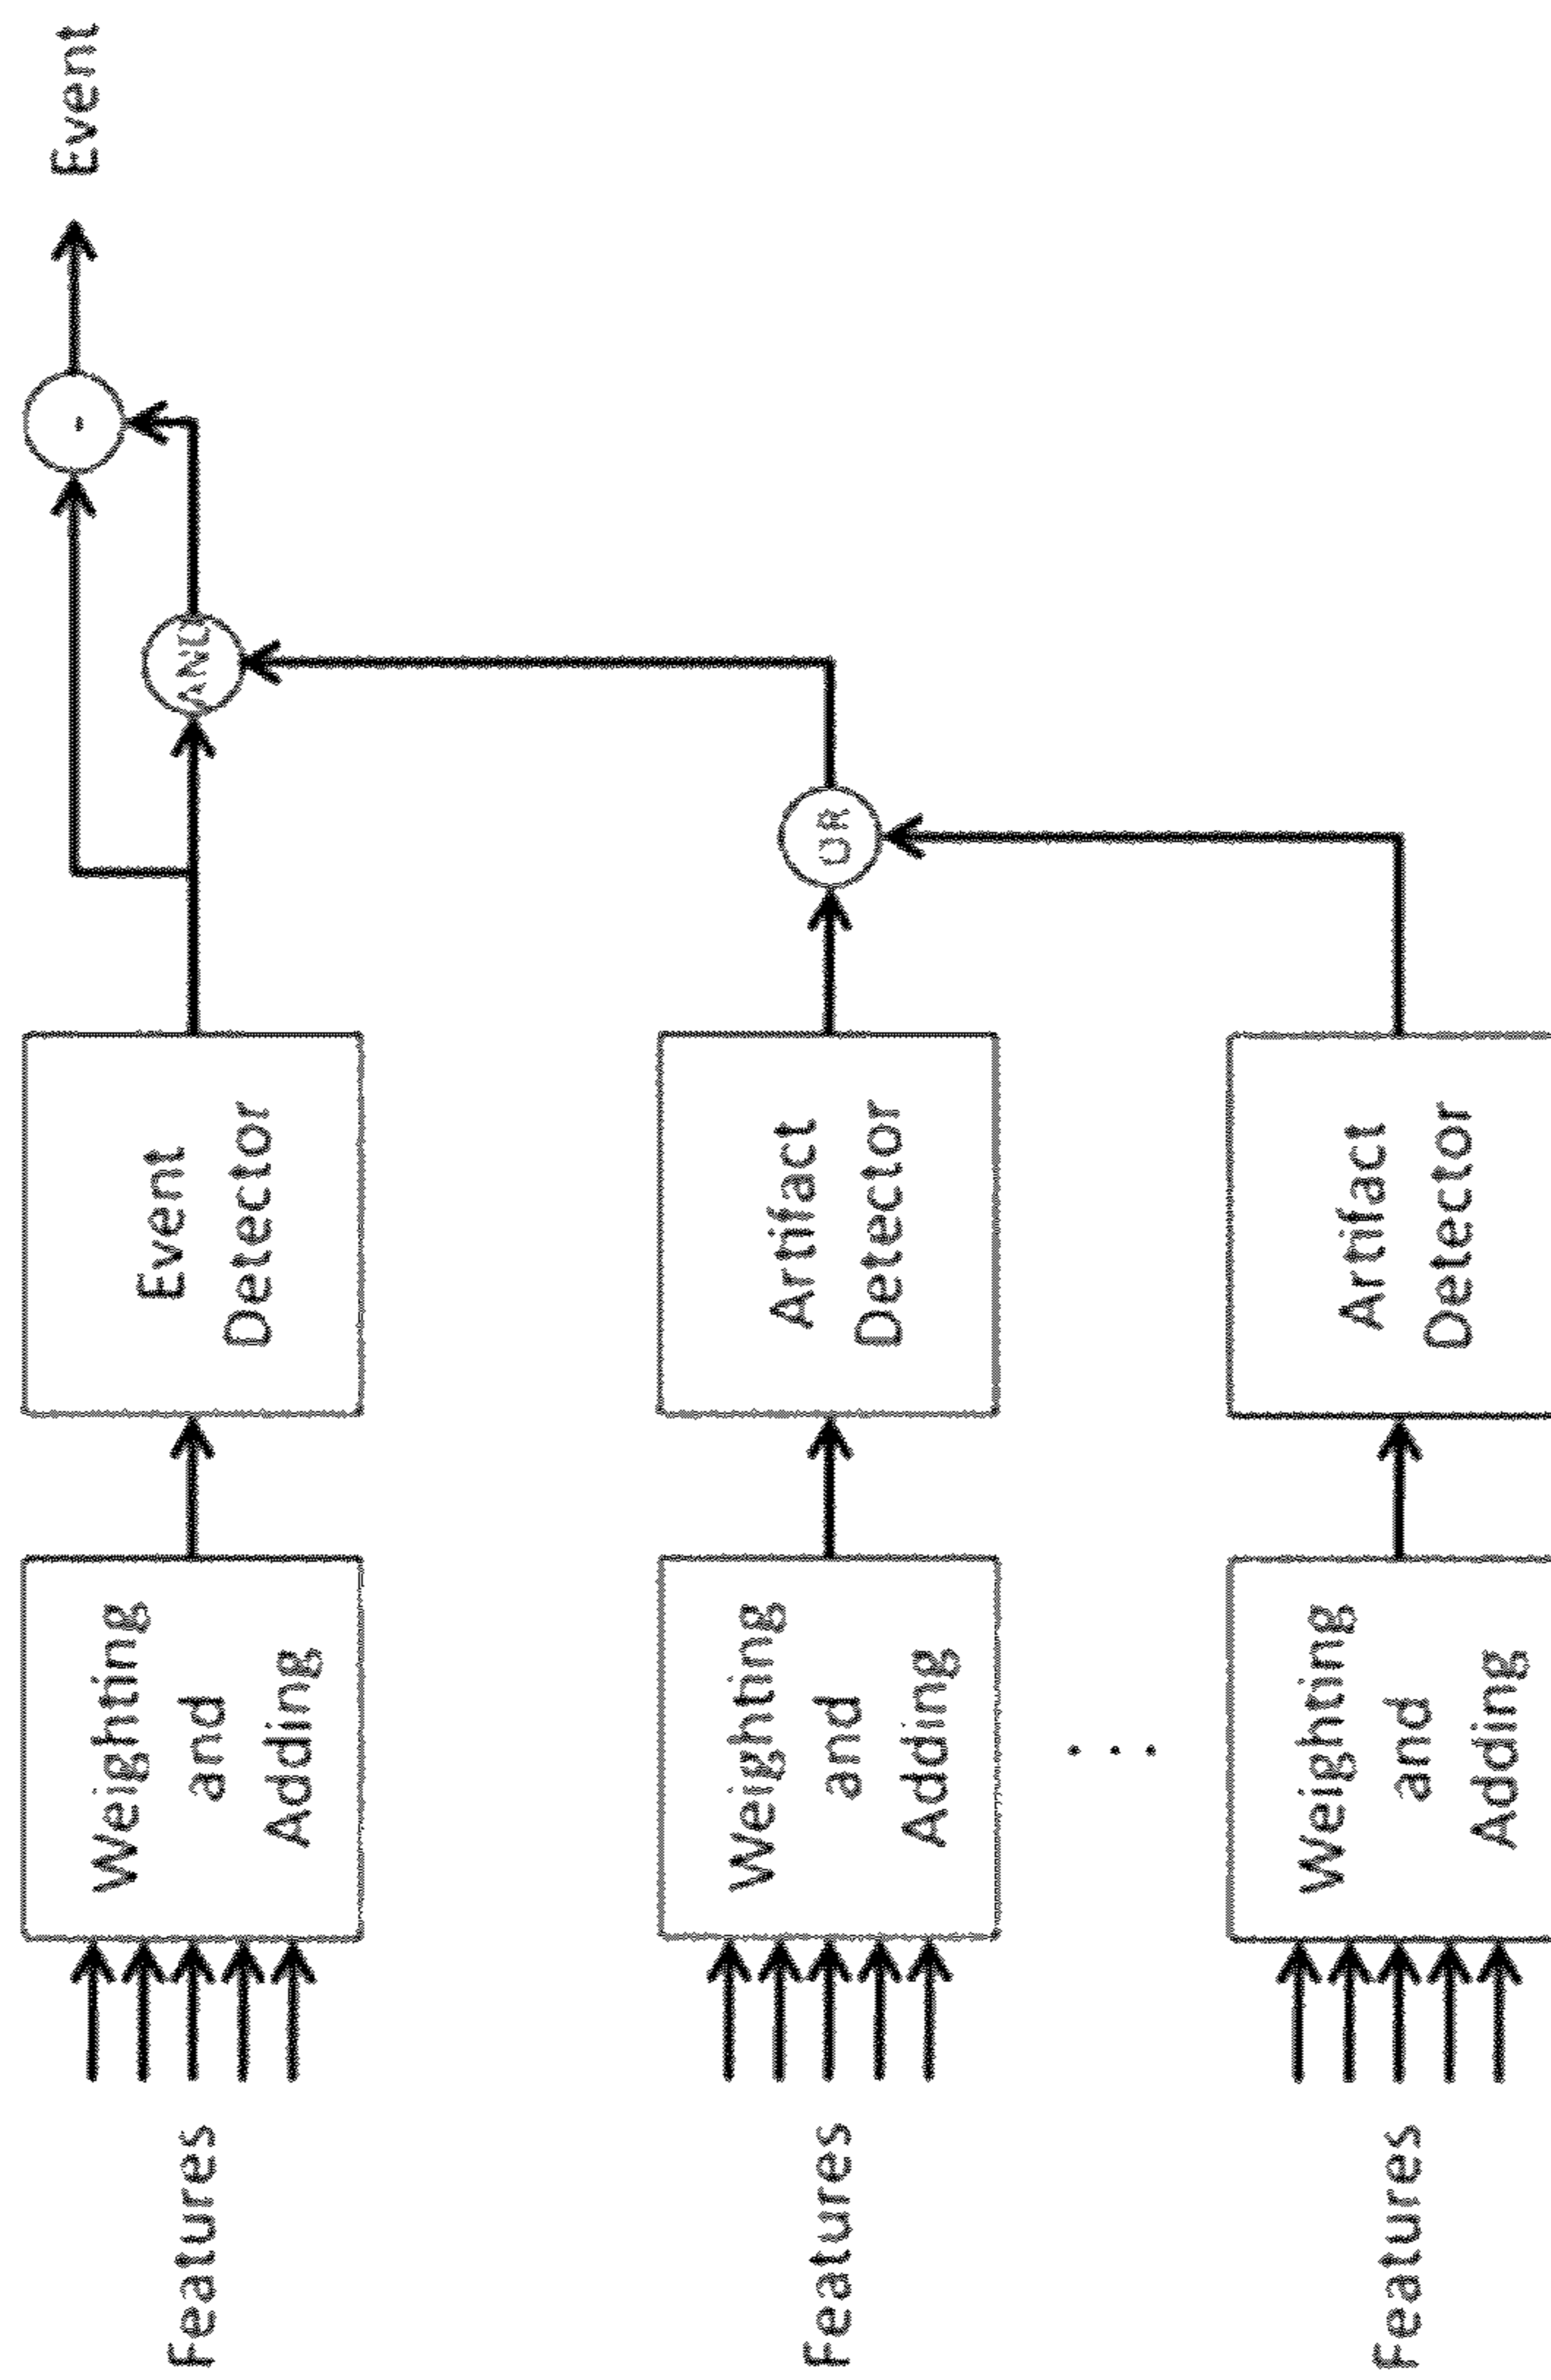 Features
Weighting
and
Adding
Event
Detector
AND
-
Event
Features
Weighting
and
Adding
Artifact
Detector
OR
...
Features
Weighting
and
Adding
Artifact
Detector